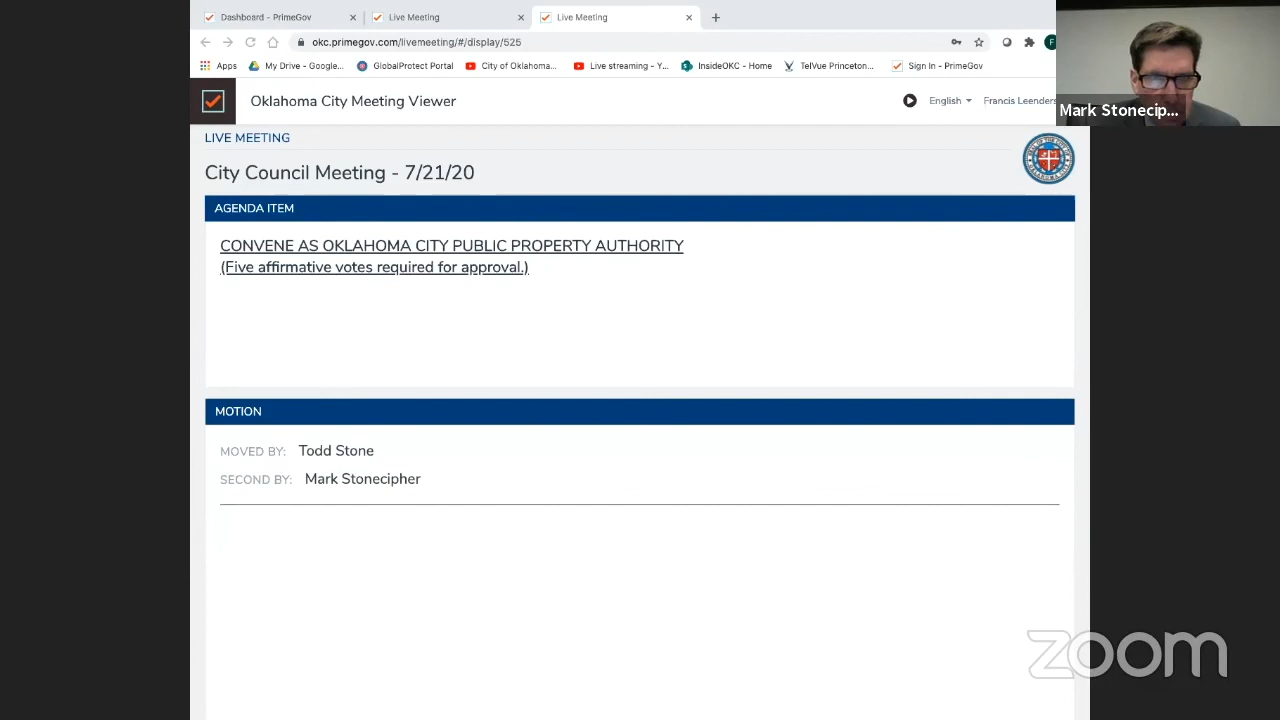 Dashboard - PrimeGov
Live Meeting
Live Meeting
okc.primegov.com/livemeeting/#/display/525
Apps
My Drive - Google...
GlobalProtect Portal
City of Oklahoma...
Live streaming - Y...
InsideOKC - Home
TelVue Princeton...
Sign In - PrimeGov
Oklahoma City Meeting Viewer
English
Francis Leenders
Mark Stonecip...
LIVE MEETING
City Council Meeting - 7/21/20
AGENDA ITEM
CONVENE AS OKLAHOMA CITY PUBLIC PROPERTY AUTHORITY
(Five affirmative votes required for approval.)
MOTION
MOVED BY: Todd Stone
SECOND BY: Mark Stonecipher
zoom